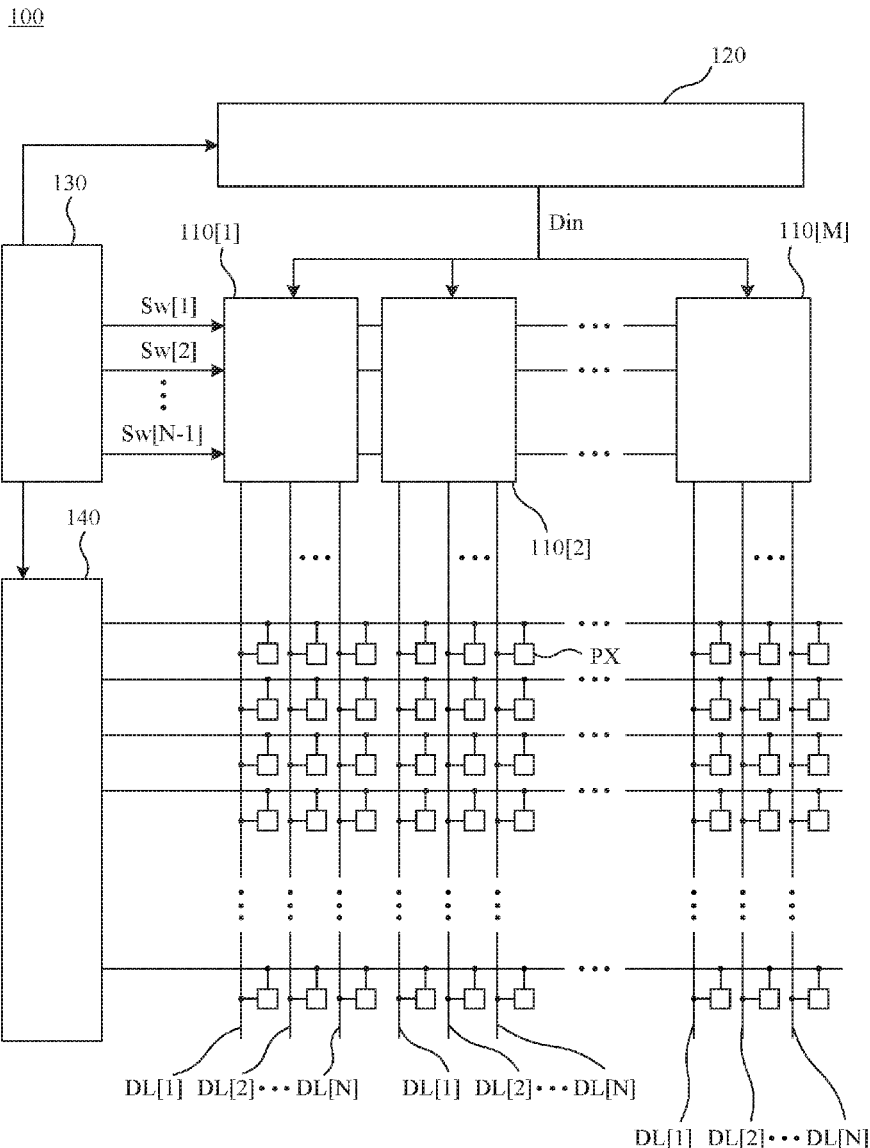 100
120
130
Din
110[1]
110[M]
Sw[1]
Sw[2]
Sw[N-1]
140
110[2]
PX
DL[1] DL[2]•••DL[N] DL[1] DL[2]•••DL[N]
DL[1] DL[2]•••DL[N]